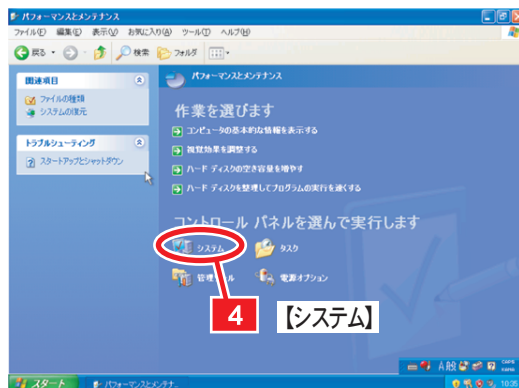 パフォーマンスとメンテナンス
ファイル(F) 編集(E) 表示(V) お気に入り(A) ツール(T) ヘルプ(H)
戻る 検索 フォルダ
関連項目
ファイルの種類
システムの復元
トラブルシューティング
スタートアップとシャットダウン
パフォーマンスとメンテナンス
作業を選びます
コンピュータの基本的な情報を表示する
視覚効果を調整する
ハード ディスクの空き容量を増やす
ハード ディスクを整理してプログラムの実行を速くする
コントロール パネルを選んで実行します
システム タスク
管理 ール 電源オプション
4 【システム】
A 般 CAPS
KANA
スタート パフォーマンスとメンテナ... 10:35